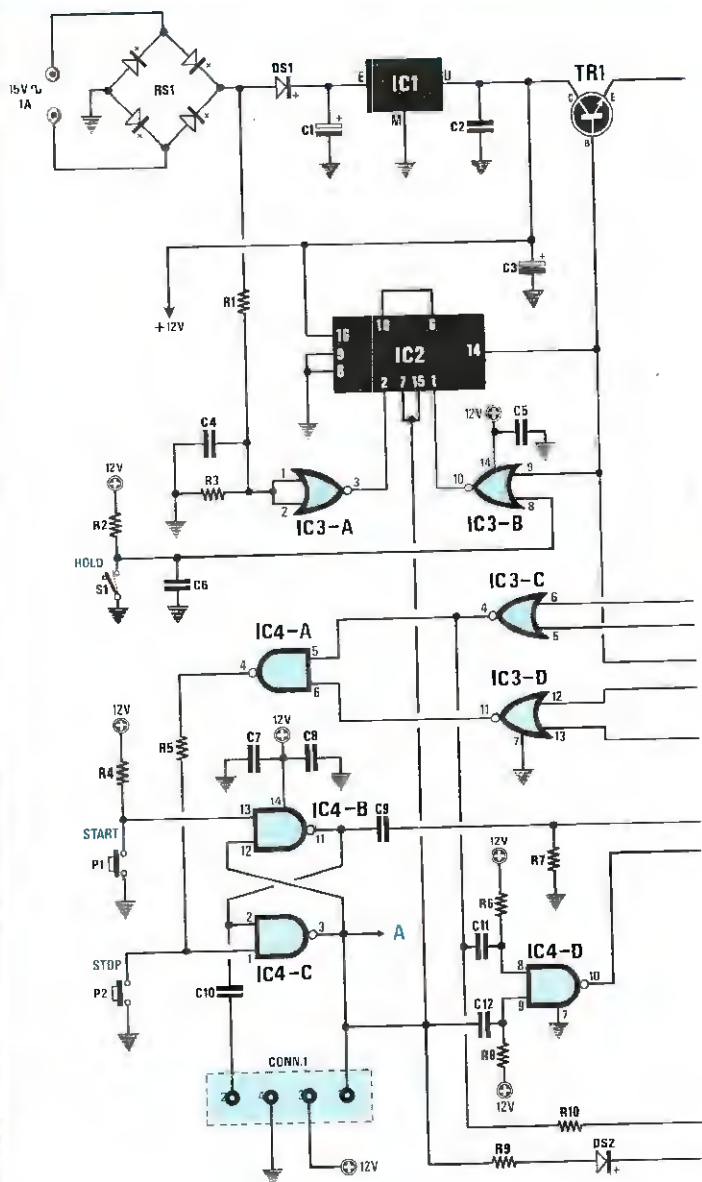 15V ~
1A
RS1
DS1
+
E
IC1
U
M
C1
+
C2
TR1
C
E
B
C3
+
+12V
R1
10
6
16
9
8
IC2
14
2
7
15
1
C4
R3
12V
R2
HOLD
S1
C6
1
2
3
IC3-A
12V
C5
14
10
9
8
IC3-B
IC3-C
4
6
5
IC4-A
4
5
6
IC3-D
11
12
13
7
12V
R4
R5
12V
C7
C8
14
IC4-B
13
12
11
C9
R7
START
P1
12V
R6
C11
IC4-D
8
9
10
7
2
1
3
A
IC4-C
STOP
P2
C10
C12
R8
12V
CONN.1
2
4
3
12V
R10
R9
DS2
+